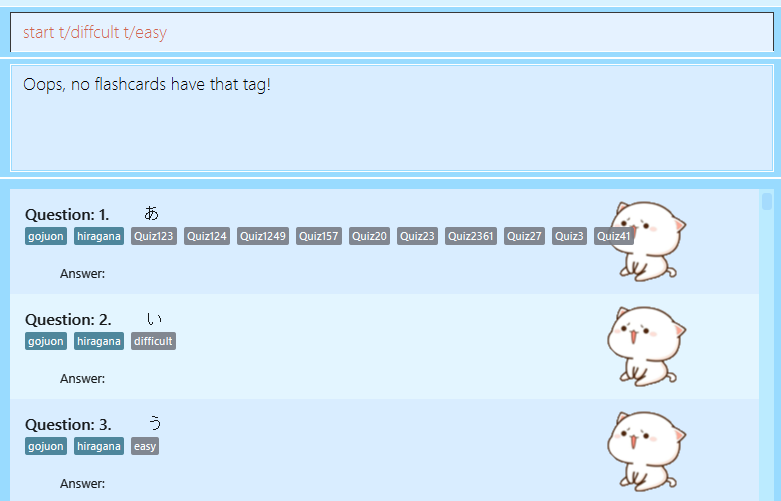 start t/diffcult t/easy
Oops, no flashcards have that tag!
Question: 1. あ
gojuon hiragana Quiz123 Quiz124 Quiz1249 Quiz157 Quiz20 Quiz23 Quiz2361 Quiz27 Quiz3 Quiz41
Answer:
Question: 2. い
gojuon hiragana difficult
Answer:
Question: 3. う
gojuon hiragana easy
Answer: